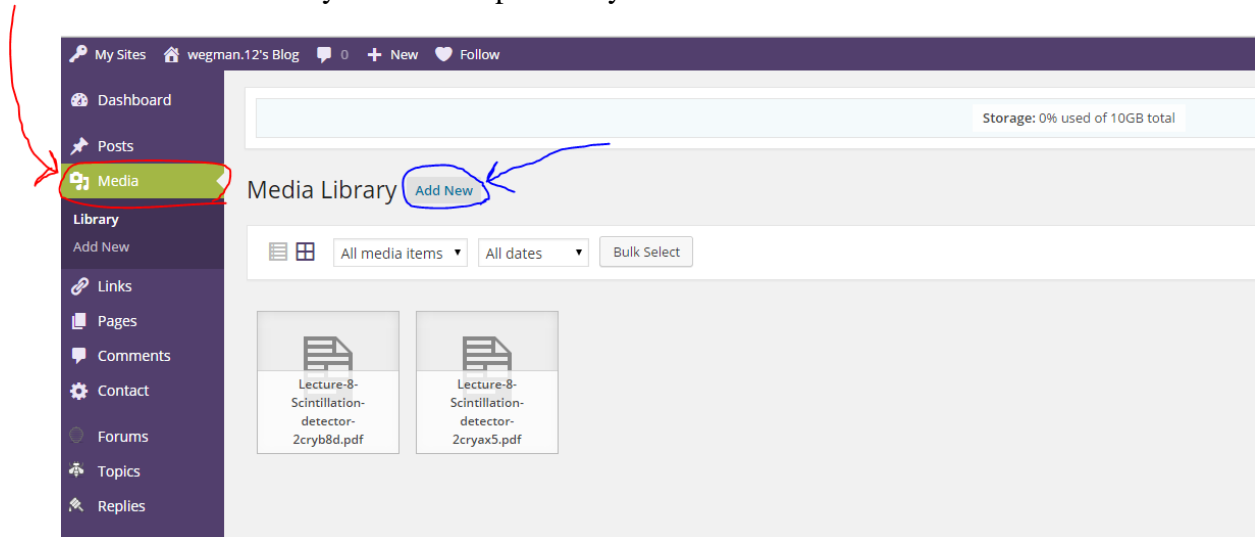 My Sites wegman.12's Blog 0 + New Follow
Dashboard
Storage: 0% used of 10GB total
Posts
Media
Media Library Add New
Library
Add New
All media items All dates Bulk Select
Links
Pages
Comments
Contact
Lecture-8-
Scintillation-
detector-
2cryb8d.pdf
Lecture-8-
Scintillation-
detector-
2cryax5.pdf
Forums
Topics
Replies